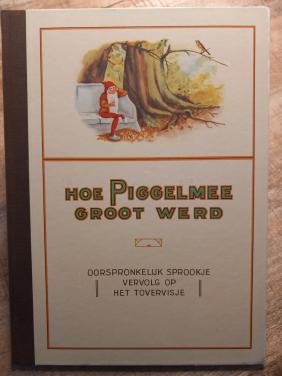 HOE PIGGELMEE
GROOT WERD
OORSPRONKELIJK SPROOKJE
VERVOLG OP
HET TOVERVISJE